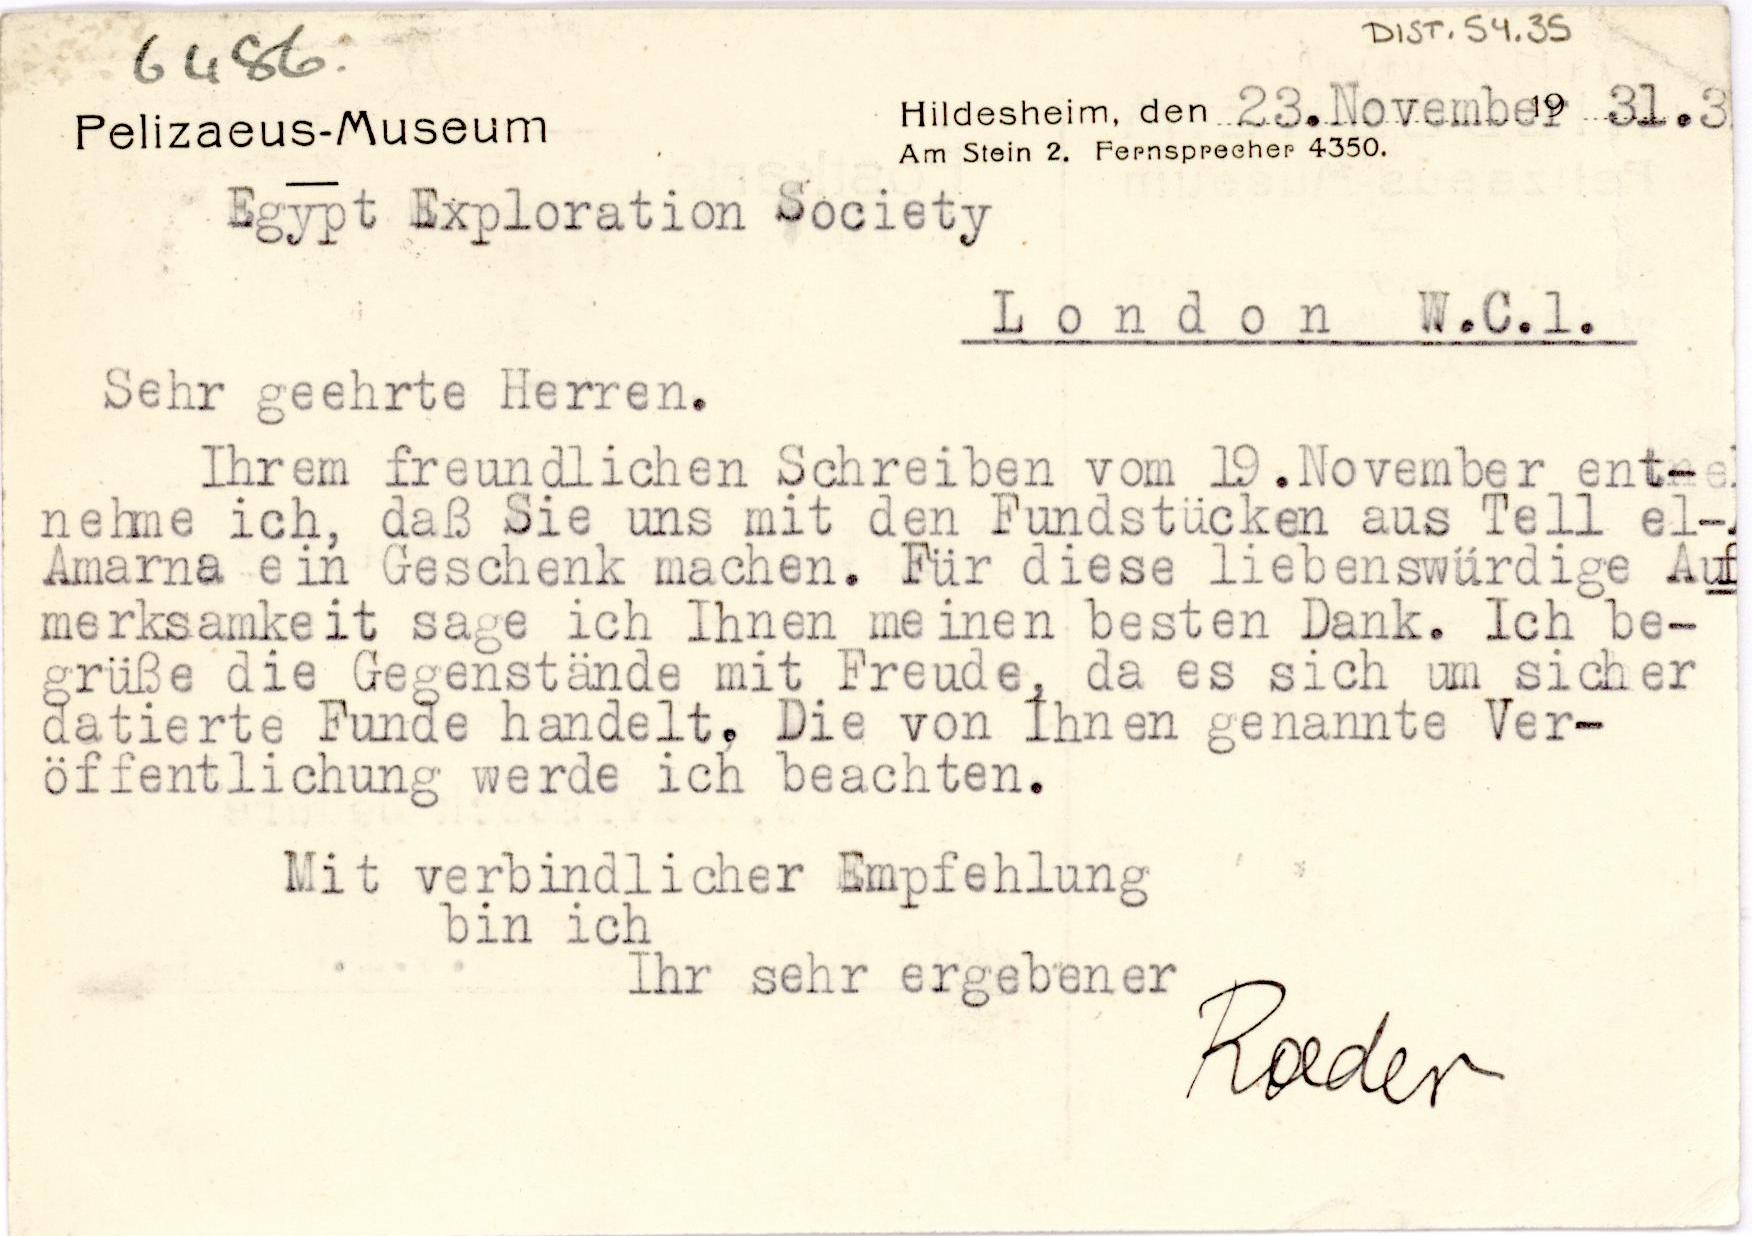 DIST.54.35
6486.
Pelizaeus-Museum
Hildesheim, den 23.November 19 31.3
Am Stein 2. Fernsprecher 4350.
Egypt Exploration Society
London W.C.1.
Sehr geehrte Herren.
Ihrem freundlichen Schreiben vom 19.November ent-
nehme ich, daß Sie uns mit den Fundstücken aus Tell el-
Amarna ein Geschenk machen. Für diese liebenswürdige Auf
merksamkeit sage ich Ihnen meinen besten Dank. Ich be-
grüße die Gegenstände mit Freude, da es sich um sicher
datierte Funde handelt. Die von Ihnen genannte Ver-
öffentlichung werde ich beachten.
Mit verbindlicher Empfehlung
bin ich
Ihr sehr ergebener
Roeder